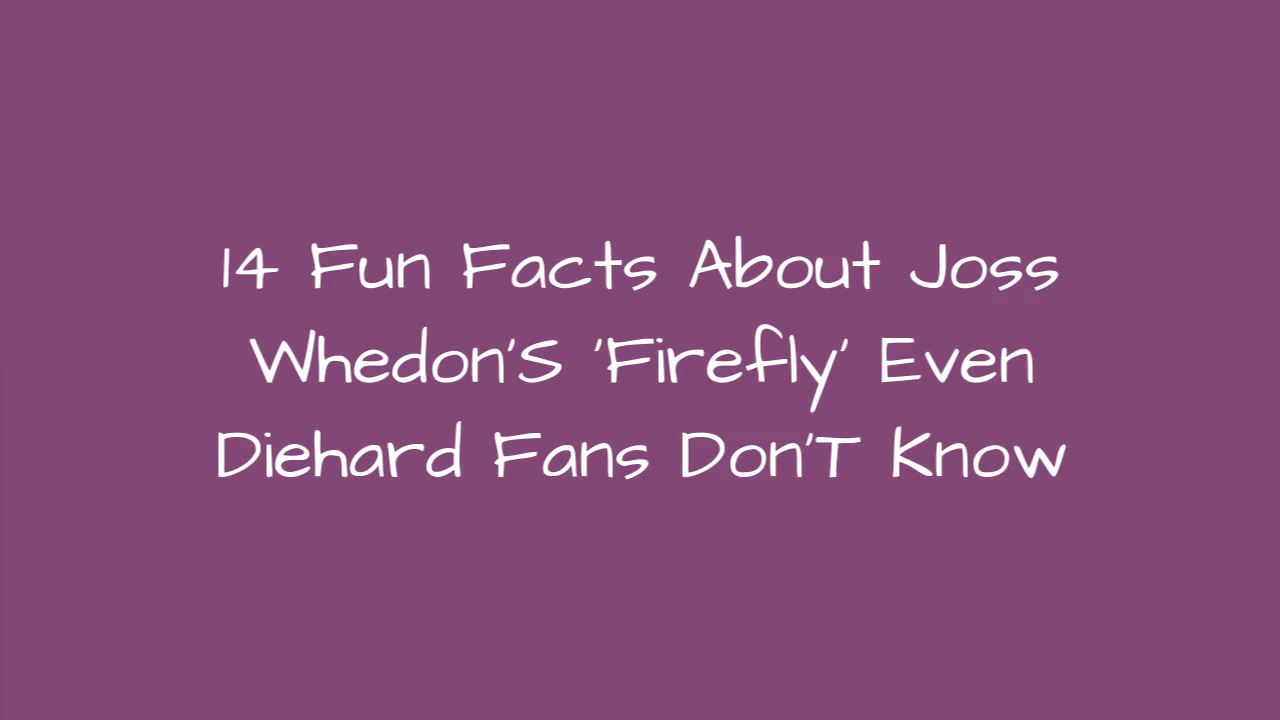 14 Fun Facts About Joss
Whedon'S 'Firefly' Even
Diehard Fans Don'T Know